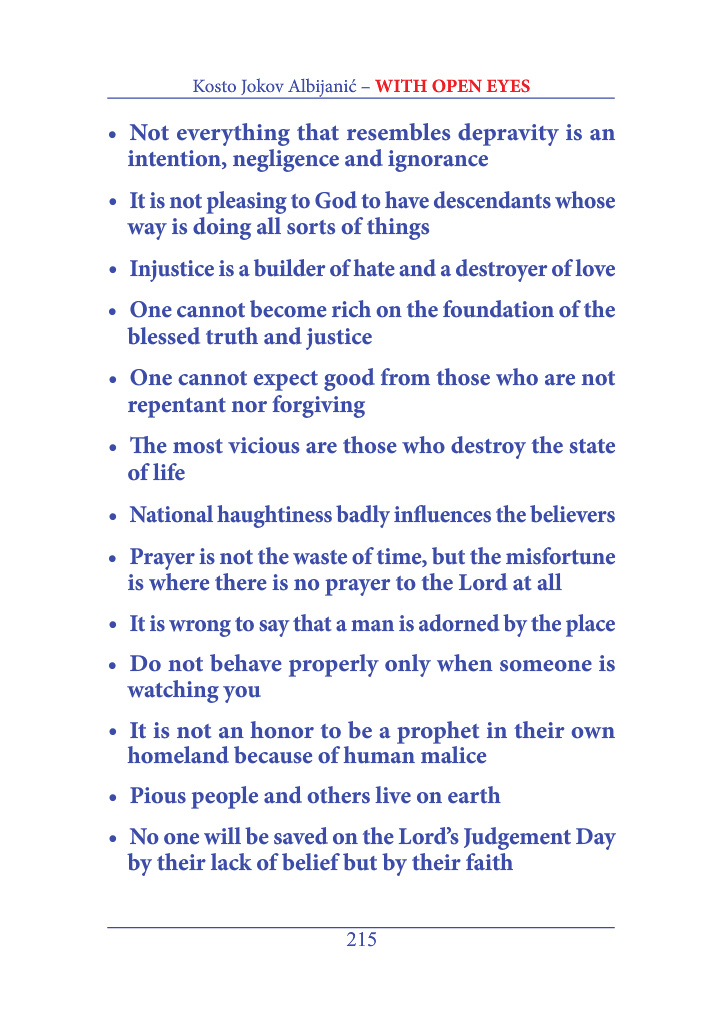 Kosto Jokov Albijanić – WITH OPEN EYES
• Not everything that resembles depravity is an
intention, negligence and ignorance
• It is not pleasing to God to have descendants whose
way is doing all sorts of things
• Injustice is a builder of hate and a destroyer of love
• One cannot become rich on the foundation of the
blessed truth and justice
• One cannot expect good from those who are not
repentant nor forgiving
• The most vicious are those who destroy the state
of life
• National haughtiness badly influences the believers
• Prayer is not the waste of time, but the misfortune
is where there is no prayer to the Lord at all
• It is wrong to say that a man is adorned by the place
• Do not behave properly only when someone is
watching you
• It is not an honor to be a prophet in their own
homeland because of human malice
• Pious people and others live on earth
• No one will be saved on the Lord’s Judgement Day
by their lack of belief but by their faith
215